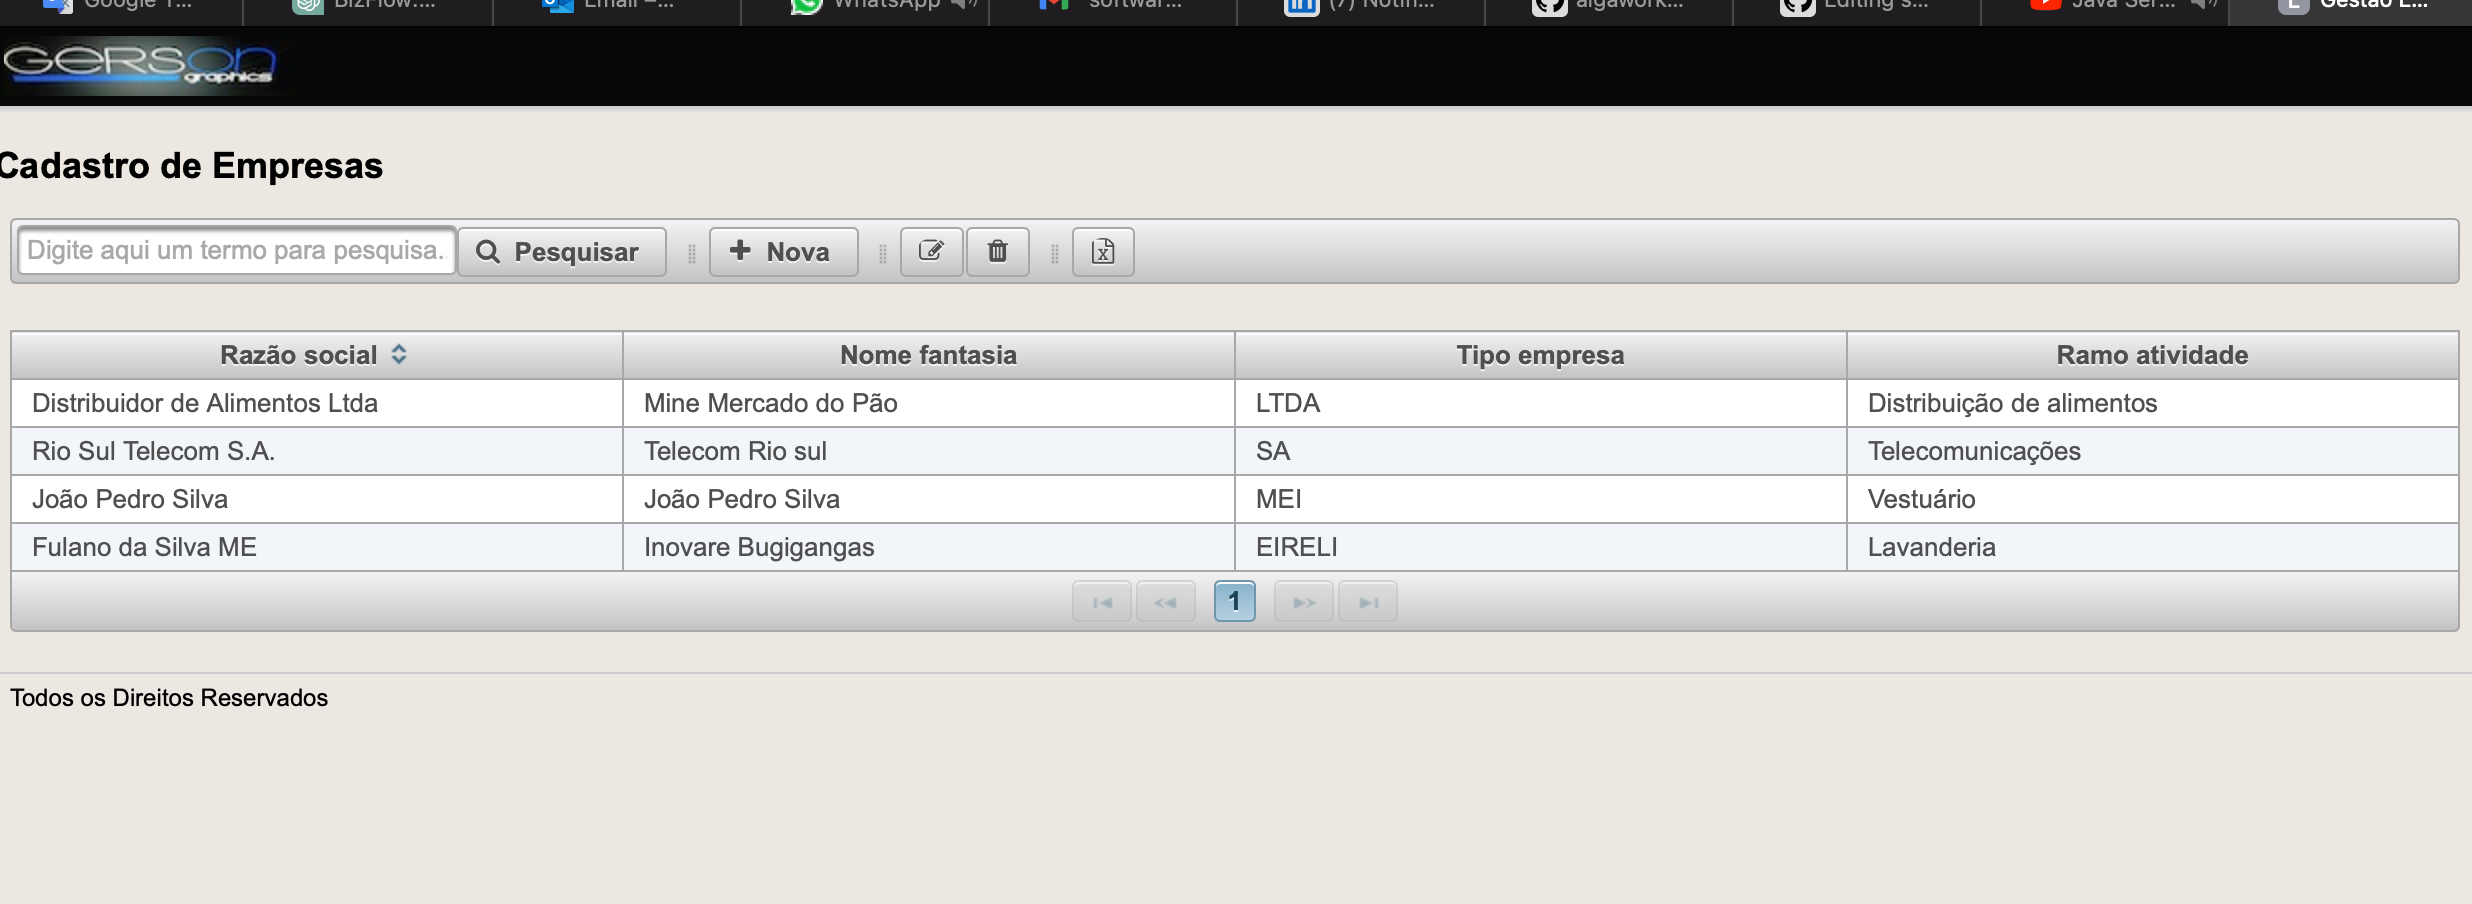 Google T...
BizFlow....
Email –...
WhatsApp
softwar...
(7) Notifi...
algawork...
Editing s...
Java Ser...
L
Gestão E...
GERSON
graphics
Cadastro de Empresas
Digite aqui um termo para pesquisa.
Pesquisar
Nova
Razão social
Nome fantasia
Tipo empresa
Ramo atividade
Distribuidor de Alimentos Ltda
Mine Mercado do Pão
LTDA
Distribuição de alimentos
Rio Sul Telecom S.A.
Telecom Rio sul
SA
Telecomunicações
João Pedro Silva
João Pedro Silva
MEI
Vestuário
Fulano da Silva ME
Inovare Bugigangas
EIRELI
Lavanderia
1
Todos os Direitos Reservados